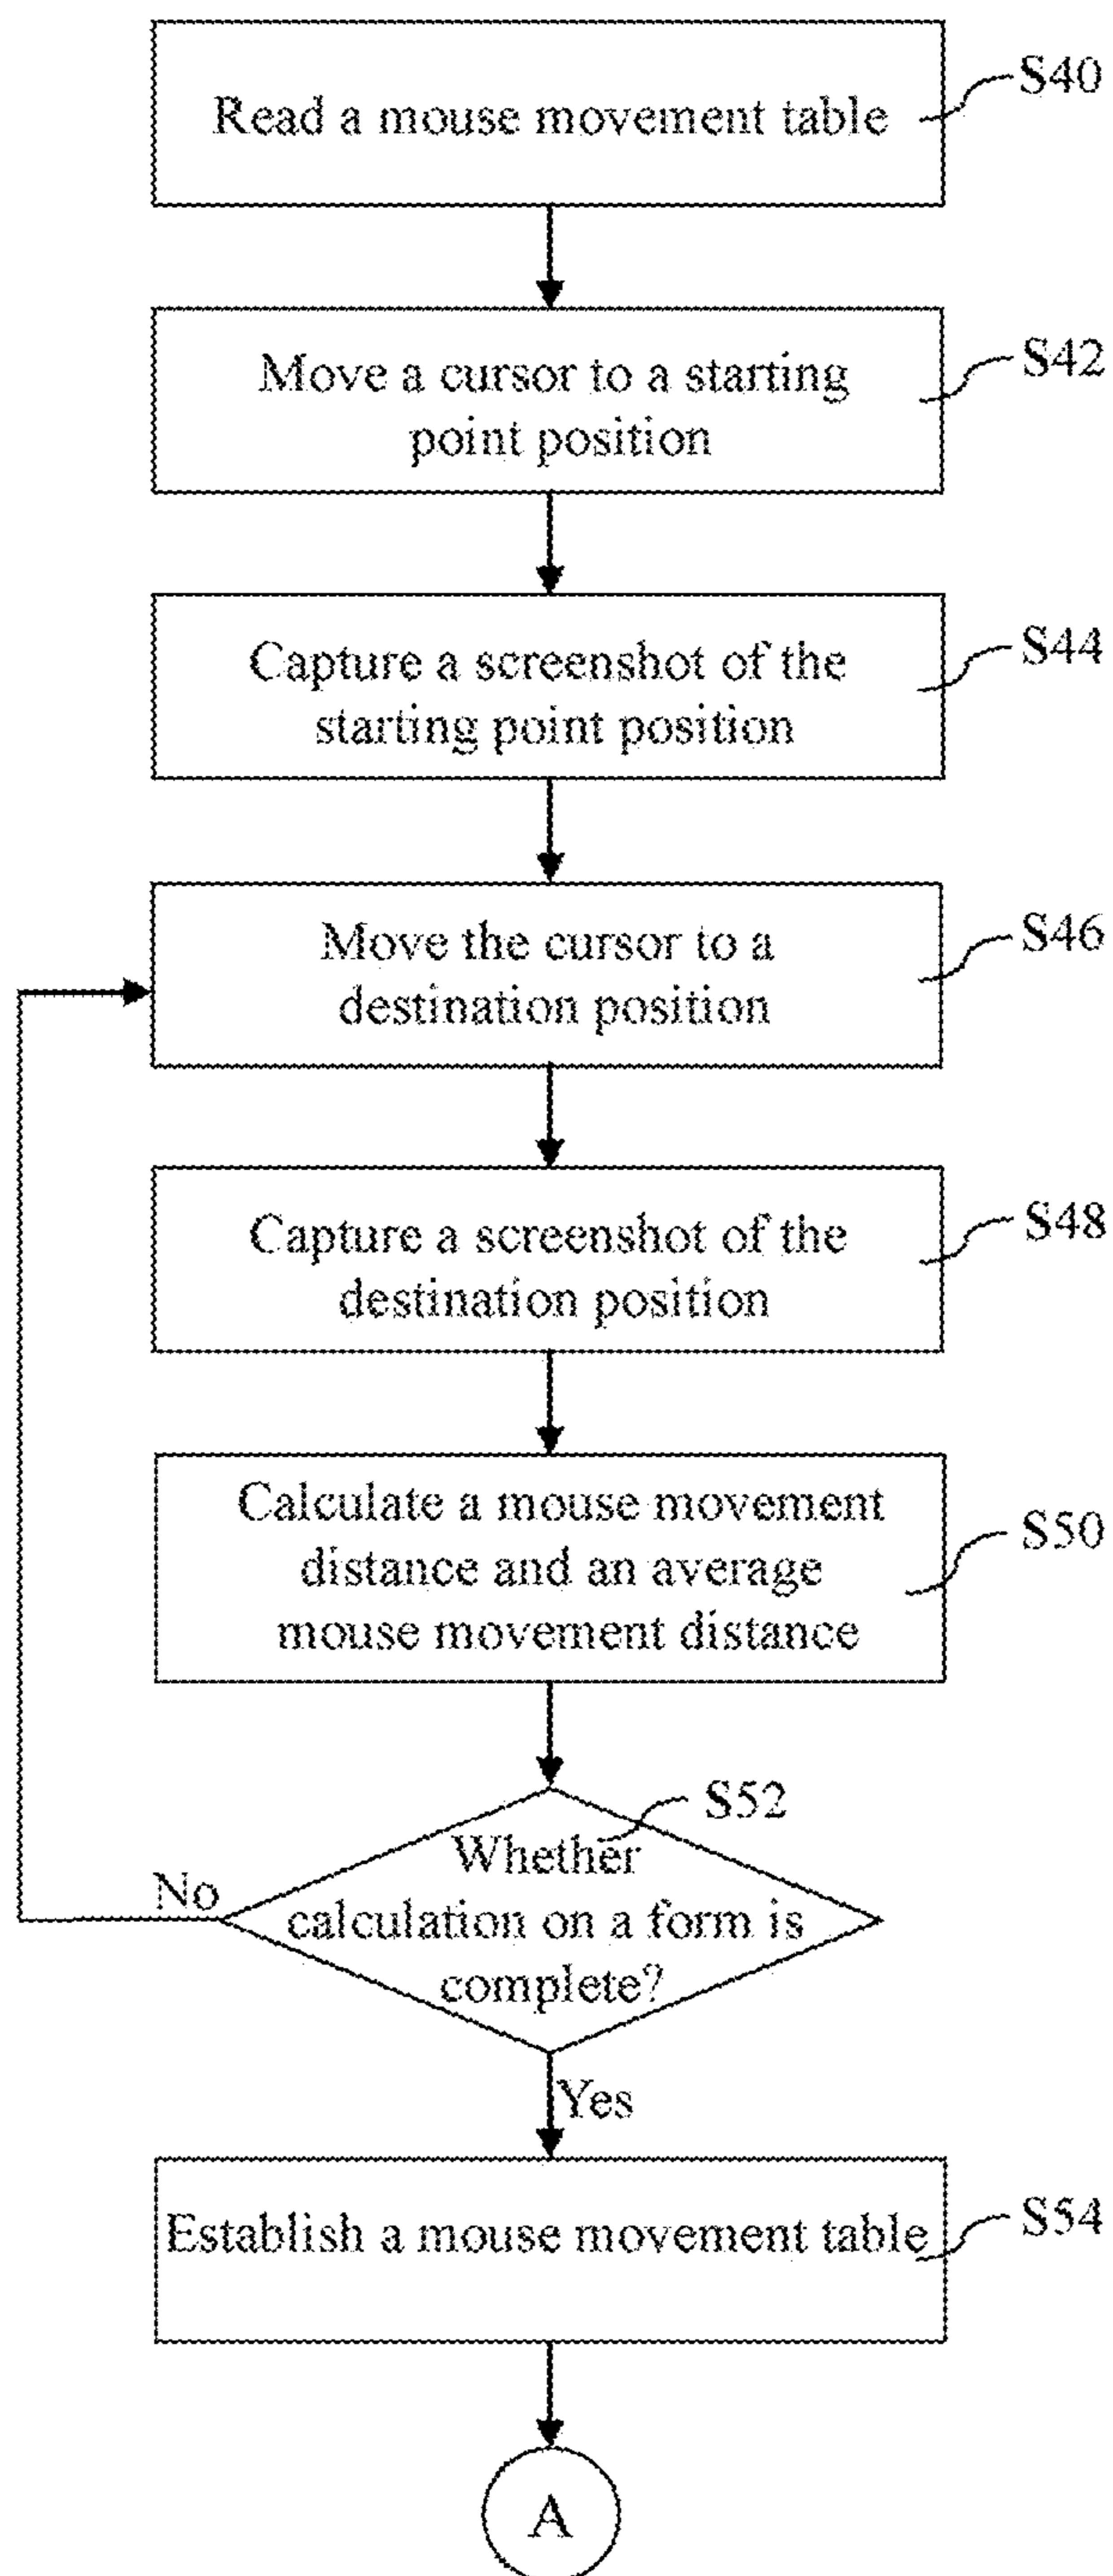 Read a mouse movement table
S40
Move a cursor to a starting
point position
S42
Capture a screenshot of the
starting point position
S44
Move the cursor to a
destination position
S46
Capture a screenshot of the
destination position
S48
Calculate a mouse movement
distance and an average
mouse movement distance
S50
S52
Whether
calculation on a form is
complete?
No
Yes
Establish a mouse movement table
S54
A